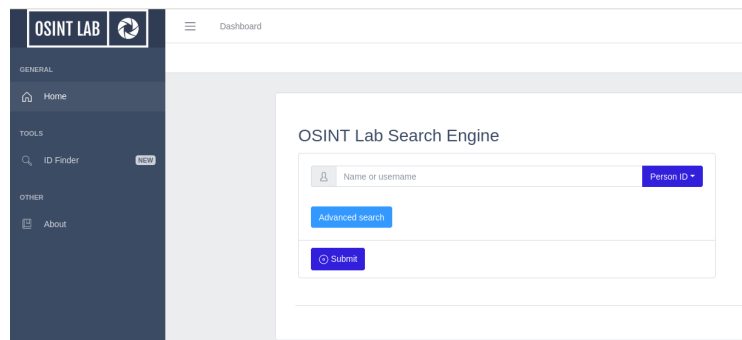 OSINT LAB
Dashboard
GENERAL
Home
TOOLS
ID Finder NEW
OTHER
About
OSINT Lab Search Engine
Name or username Person ID
Advanced search
Submit